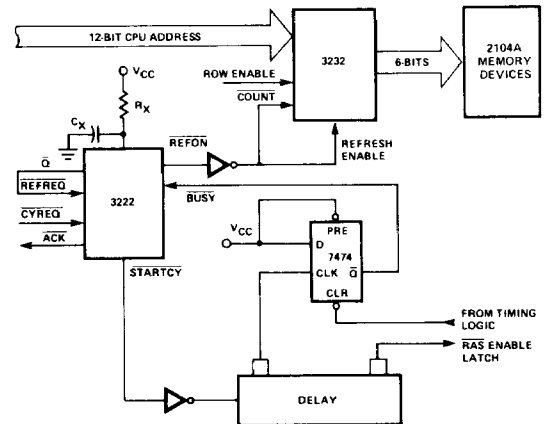 12-BIT CPU ADDRESS
3232
6-BITS
2104A
MEMORY
DEVICES
ROW ENABLE
COUNT
VCC
RX
CX
REFON
REFRESH
ENABLE
Q
REFREQ
CYREQ
ACK
3222
BUSY
STARTCY
VCC
PRE
D
7474
CLK
Q
CLR
FROM TIMING
LOGIC
RAS ENABLE
LATCH
DELAY